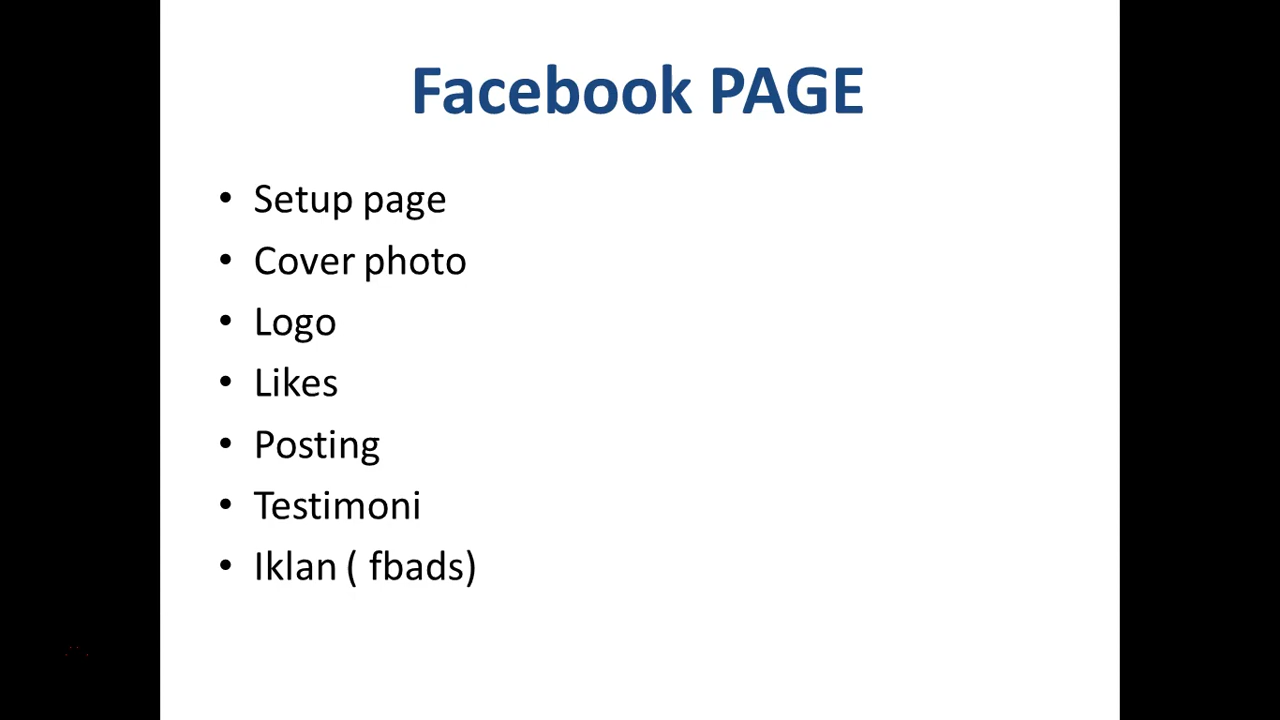 Facebook PAGE
• Setup page
• Cover photo
• Logo
• Likes
• Posting
• Testimoni
• Iklan ( fbads)